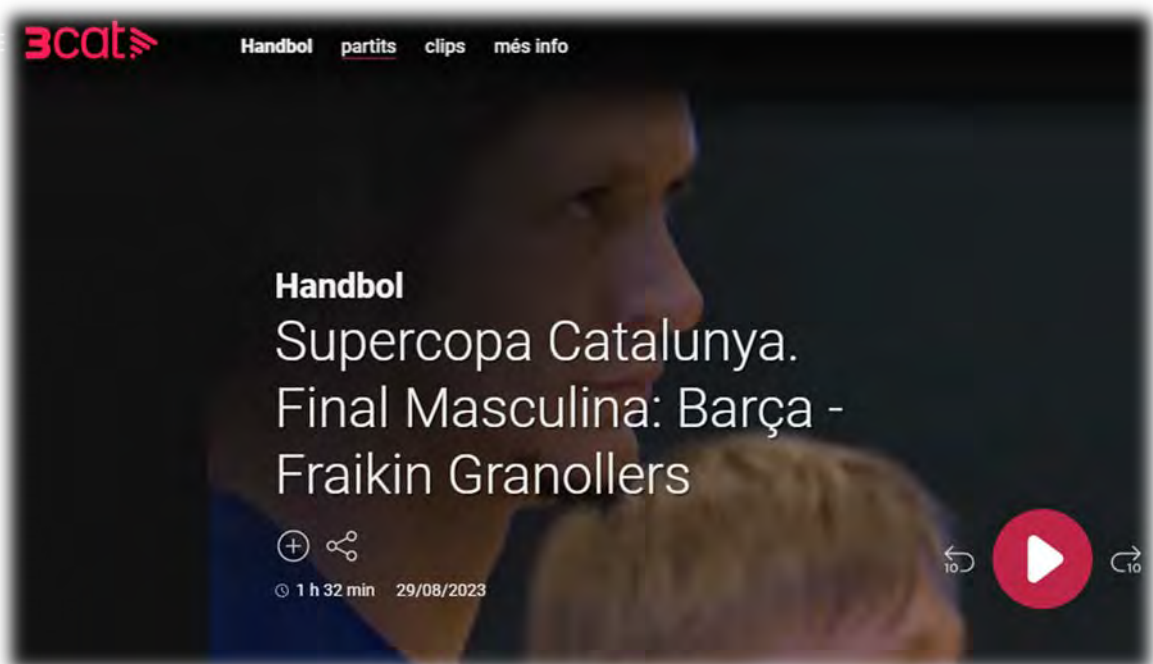 3cat
Handbol partits clips més info
Handbol
Supercopa Catalunya.
Final Masculina: Barça -
Fraikin Granollers
1 h 32 min 29/08/2023
10 10